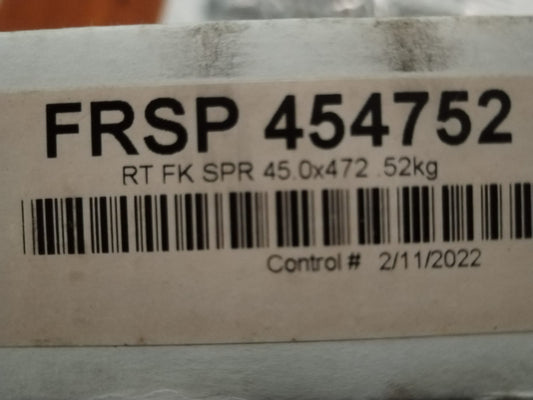 FRSP 454752
RT FK SPR 45.0x472 .52kg
Control # 2/11/2022